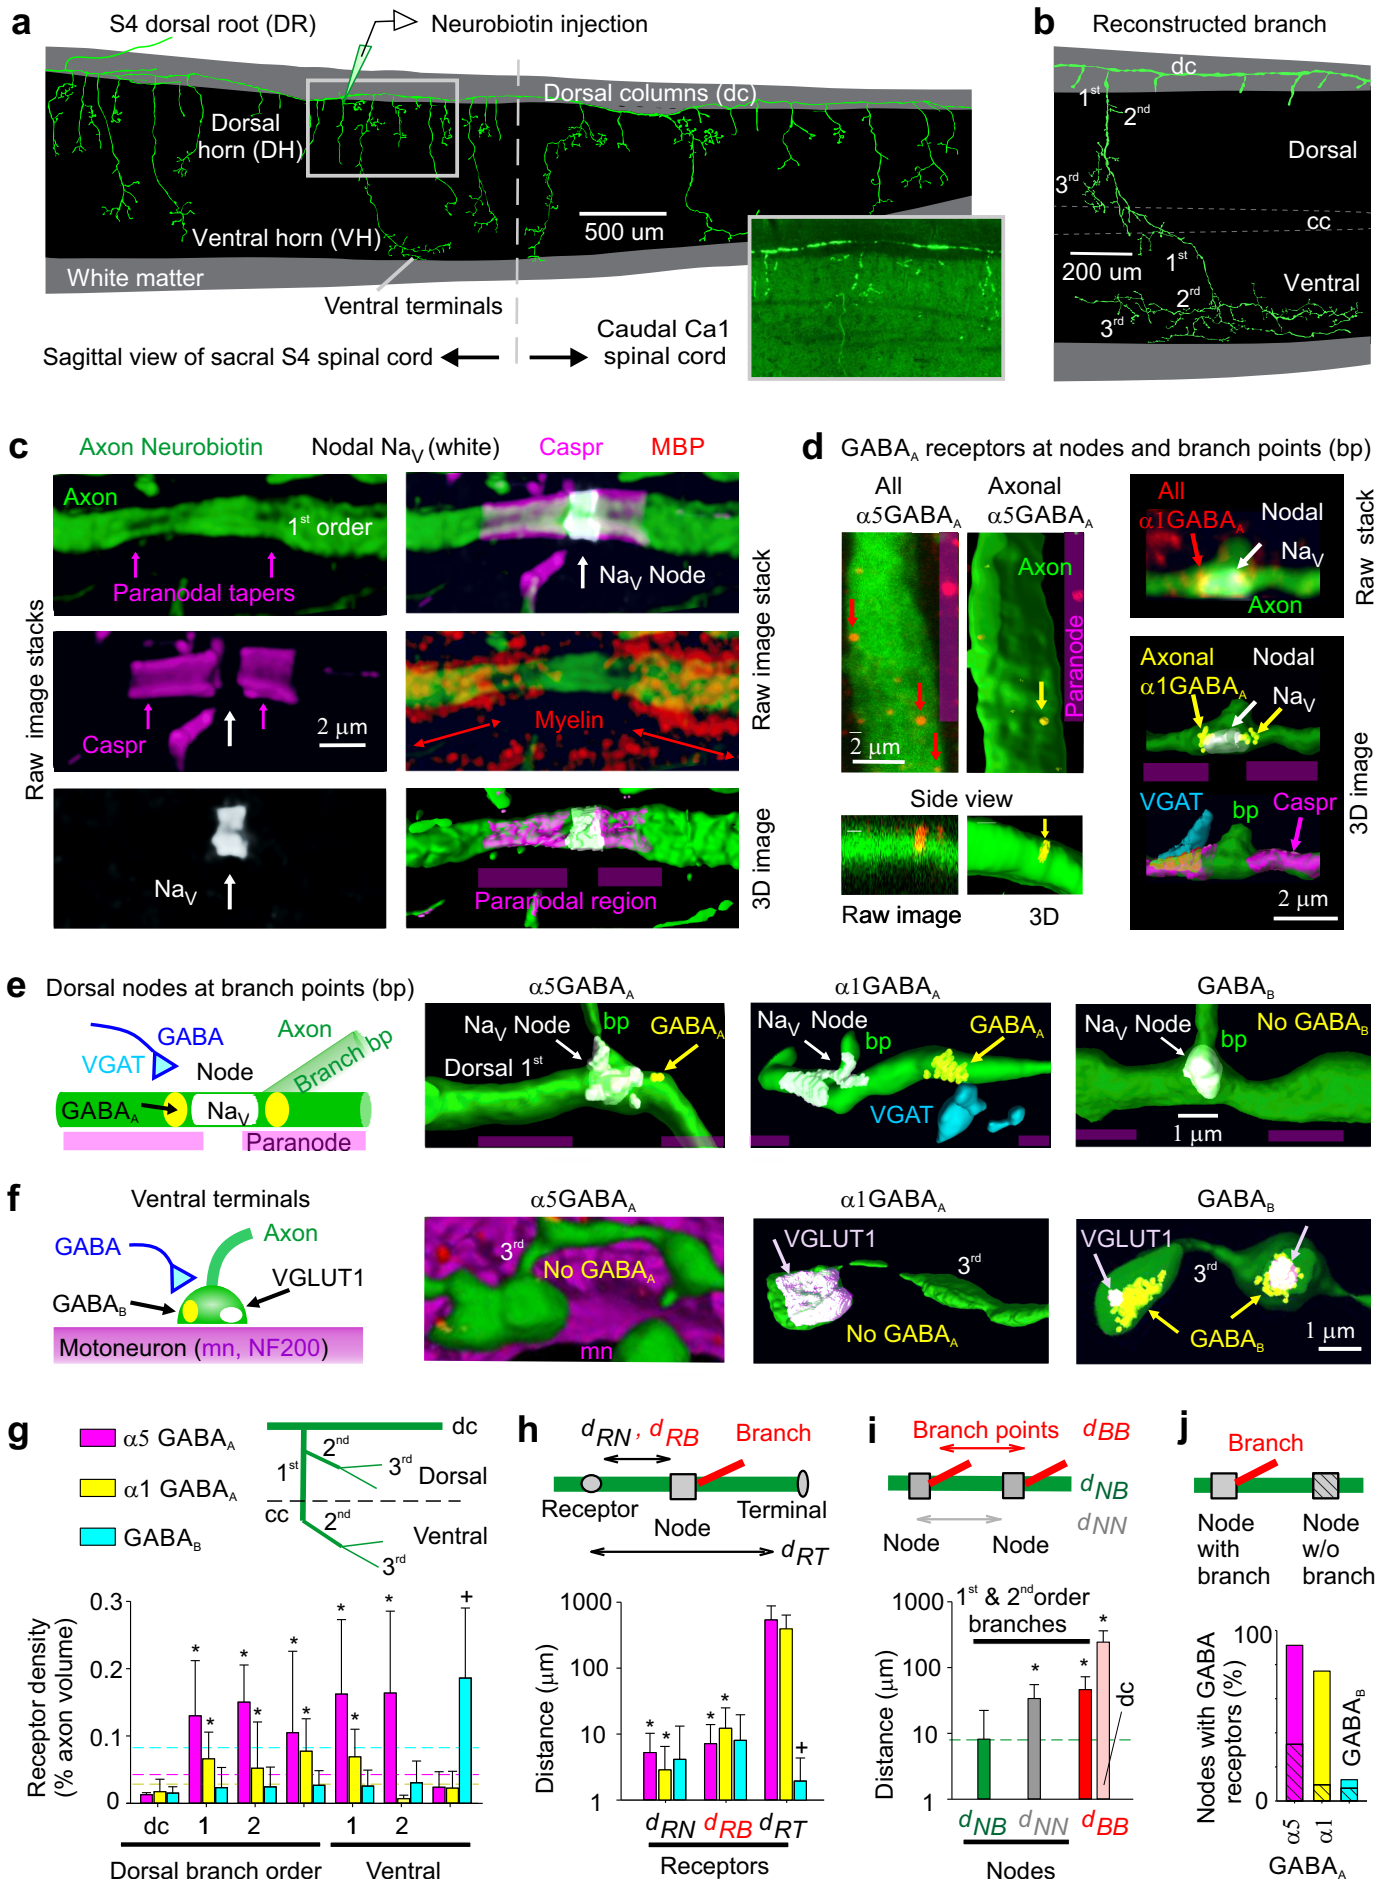 a
S4 dorsal root (DR)
Neurobiotin injection
Dorsal columns (dc)
Dorsal
horn (DH)
Ventral horn (VH)
500 um
White matter
Ventral terminals
Sagittal view of sacral S4 spinal cord
Caudal Ca1
spinal cord
b
Reconstructed branch
dc
1st
2nd
Dorsal
3rd
cc
200 um
1st
Ventral
2rd
3rd
c
Axon Neurobiotin
Nodal NaV (white)
Caspr
MBP
Raw image stacks
Axon
1st order
Paranodal tapers
NaV Node
Caspr
2 μm
Myelin
Raw image stack
NaV
Paranodal region
3D image
d
GABAA receptors at nodes and branch points (bp)
All
α5GABAA
Axonal
α5GABAA
Axon
Paranode
2 μm
Side view
Raw image
3D
All
α1GABAA
Nodal
NaV
Axon
Raw stack
Axonal
α1GABAA
Nodal
NaV
VGAT
bp
Caspr
2 μm
3D image
e
Dorsal nodes at branch points (bp)
GABA
VGAT
Axon
Branch bp
Node
GABAA
NaV
Paranode
α5GABAA
NaV Node
bp
GABAA
Dorsal 1st
α1GABAA
NaV Node
bp
GABAA
VGAT
GABAB
NaV Node
No GABAB
bp
1 μm
f
Ventral terminals
GABA
Axon
VGLUT1
GABAB
Motoneuron (mn, NF200)
α5GABAA
3rd
No GABAA
mn
α1GABAA
VGLUT1
3rd
No GABAA
GABAB
VGLUT1
3rd
GABAB
1 μm
g
α5 GABAA
α1 GABAA
GABAB
dc
2nd
1st
3rd
Dorsal
cc
2nd
Ventral
3rd
Receptor density
(% axon volume)
0.3
0.2
0.1
0
* * * * * * * * * +
dc 1 2 1 2
Dorsal branch order
Ventral
h
dRN , dRB
Branch
Receptor
Node
Terminal
dRT
Distance (μm)
1000
100
10
1
* * * * +
dRN dRB dRT
Receptors
i
Branch points
dBB
dNB
dNN
Node
Node
1st & 2nd order
branches
Distance (μm)
1000
100
10
1
* * *
dc
dNB dNN dBB
Nodes
j
Branch
Node
with
branch
Node
w/o
branch
Nodes with GABA
receptors (%)
100
0
GABAB
α5
α1
GABAA